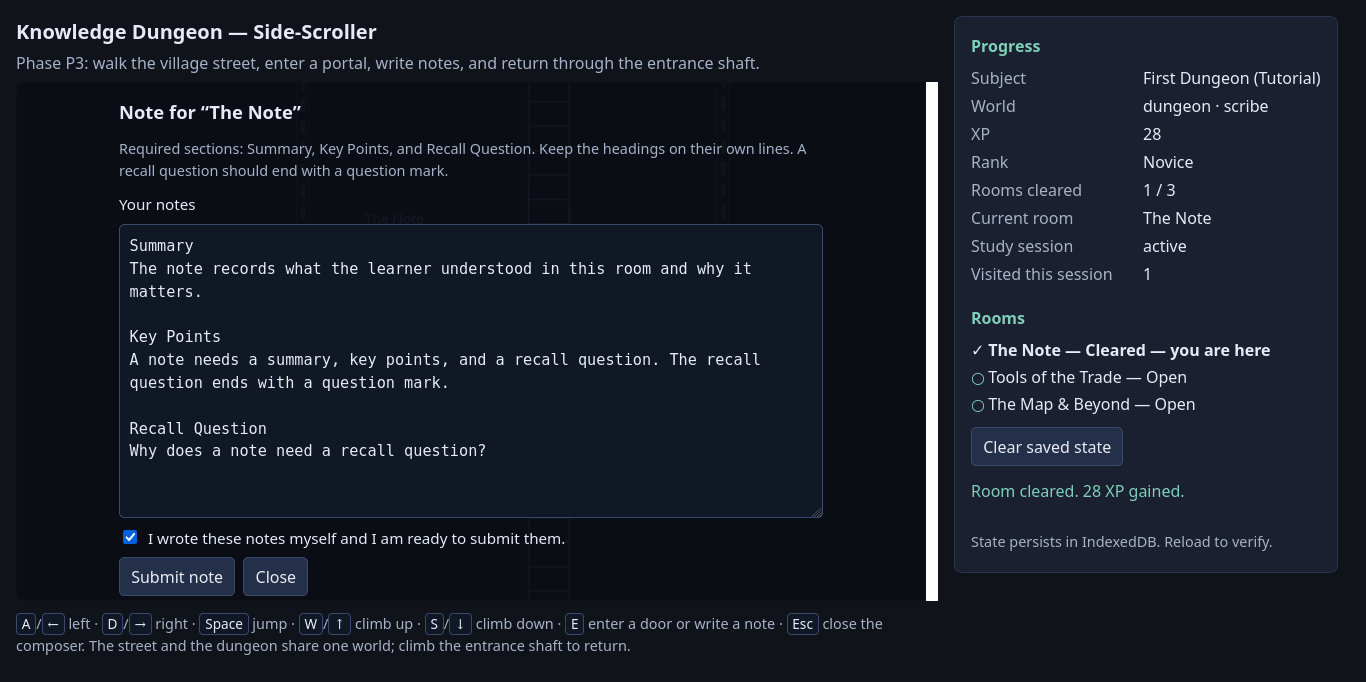 Knowledge Dungeon — Side-Scroller
Phase P3: walk the village street, enter a portal, write notes, and return through the entrance shaft.
Note for “The Note”
Required sections: Summary, Key Points, and Recall Question. Keep the headings on their own lines. A
recall question should end with a question mark.
The Note
Your notes
Summary
The note records what the learner understood in this room and why it
matters.
Key Points
A note needs a summary, key points, and a recall question. The recall
question ends with a question mark.
Recall Question
Why does a note need a recall question?
I wrote these notes myself and I am ready to submit them.
Submit note Close
A/← left · D/→ right · Space jump · W/↑ climb up · S/↓ climb down · E enter a door or write a note · Esc close the
composer. The street and the dungeon share one world; climb the entrance shaft to return.
Progress
Subject First Dungeon (Tutorial)
World dungeon · scribe
XP 28
Rank Novice
Rooms cleared 1 / 3
Current room The Note
Study session active
Visited this session 1
Rooms
✓ The Note — Cleared — you are here
○ Tools of the Trade — Open
○ The Map & Beyond — Open
Clear saved state
Room cleared. 28 XP gained.
State persists in IndexedDB. Reload to verify.